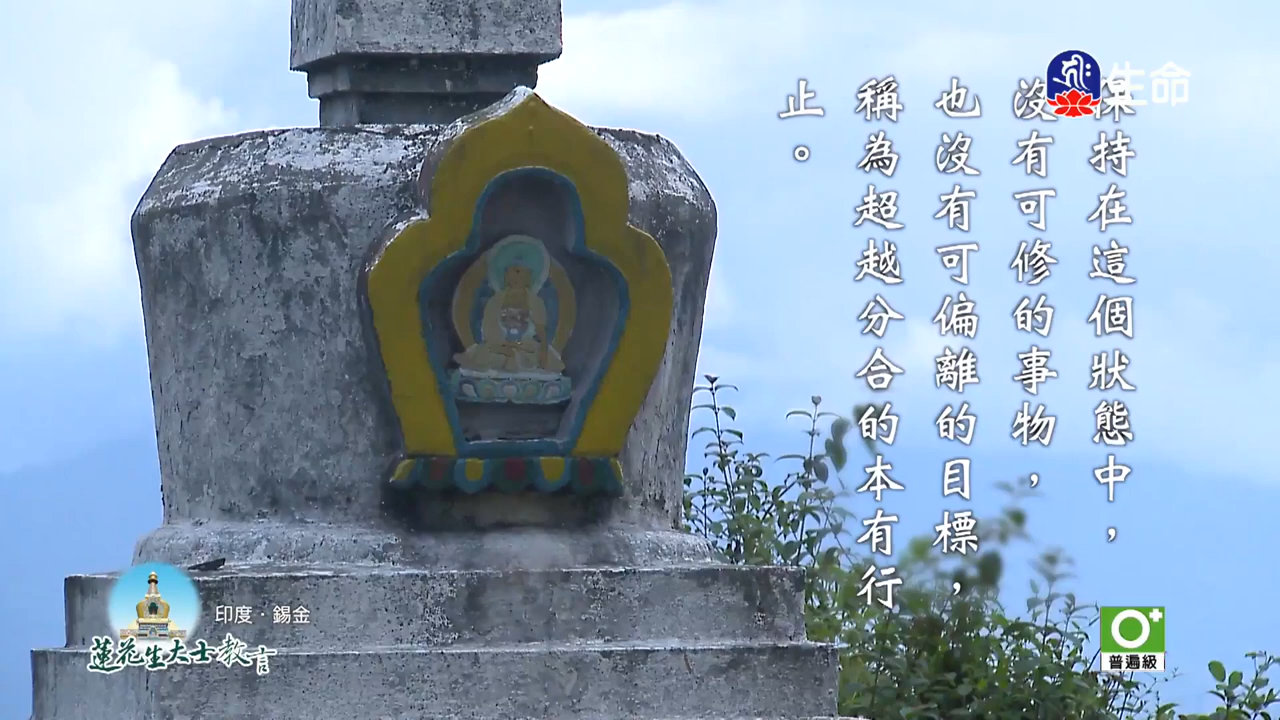 保持在這個狀態中，
沒有可修的事物，
也沒有可偏離的目標，
稱為超越分合的本有行
止。
生命
印度·錫金
蓮花生大士教言
普遍級